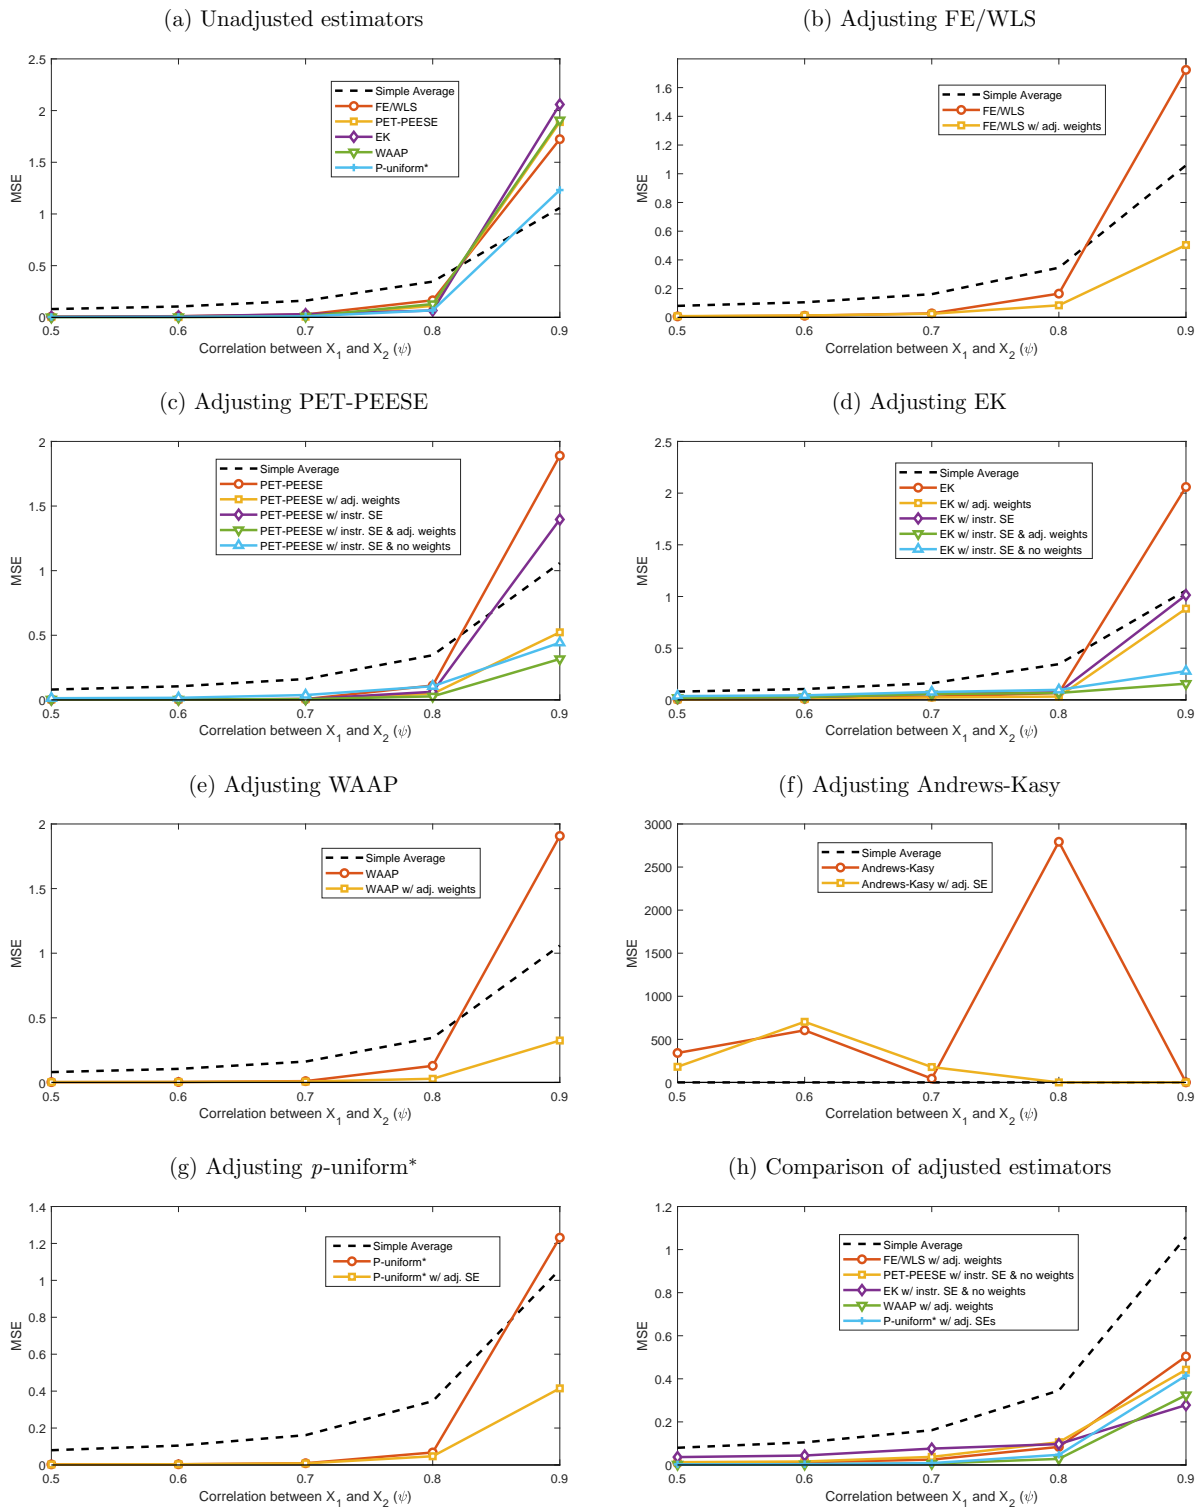 (a) Unadjusted estimators
2.5
2
1.5
1
0.5
0
MSE
Simple Average
FE/WLS
PET-PEESE
EK
WAAP
P-uniform*
0.5 0.6 0.7 0.8 0.9
Correlation between X₁ and X₂ (ψ)
(b) Adjusting FE/WLS
1.6
1.4
1.2
1
0.8
0.6
0.4
0.2
0
MSE
Simple Average
FE/WLS
FE/WLS w/ adj. weights
0.5 0.6 0.7 0.8 0.9
Correlation between X₁ and X₂ (ψ)
(c) Adjusting PET-PEESE
2
1.5
1
0.5
0
MSE
Simple Average
PET-PEESE
PET-PEESE w/ adj. weights
PET-PEESE w/ instr. SE
PET-PEESE w/ instr. SE & adj. weights
PET-PEESE w/ instr. SE & no weights
0.5 0.6 0.7 0.8 0.9
Correlation between X₁ and X₂ (ψ)
(d) Adjusting EK
2.5
2
1.5
1
0.5
0
MSE
Simple Average
EK
EK w/ adj. weights
EK w/ instr. SE
EK w/ instr. SE & adj. weights
EK w/ instr. SE & no weights
0.5 0.6 0.7 0.8 0.9
Correlation between X₁ and X₂ (ψ)
(e) Adjusting WAAP
2
1.5
1
0.5
0
MSE
Simple Average
WAAP
WAAP w/ adj. weights
0.5 0.6 0.7 0.8 0.9
Correlation between X₁ and X₂ (ψ)
(f) Adjusting Andrews-Kasy
3000
2500
2000
1500
1000
500
0
MSE
Simple Average
Andrews-Kasy
Andrews-Kasy w/ adj. SE
0.5 0.6 0.7 0.8 0.9
Correlation between X₁ and X₂ (ψ)
(g) Adjusting p-uniform*
1.4
1.2
1
0.8
0.6
0.4
0.2
0
MSE
Simple Average
P-uniform*
P-uniform* w/ adj. SE
0.5 0.6 0.7 0.8 0.9
Correlation between X₁ and X₂ (ψ)
(h) Comparison of adjusted estimators
1.2
1
0.8
0.6
0.4
0.2
0
MSE
Simple Average
FE/WLS w/ adj. weights
PET-PEESE w/ instr. SE & no weights
EK w/ instr. SE & no weights
WAAP w/ adj. weights
P-uniform* w/ adj. SEs
0.5 0.6 0.7 0.8 0.9
Correlation between X₁ and X₂ (ψ)